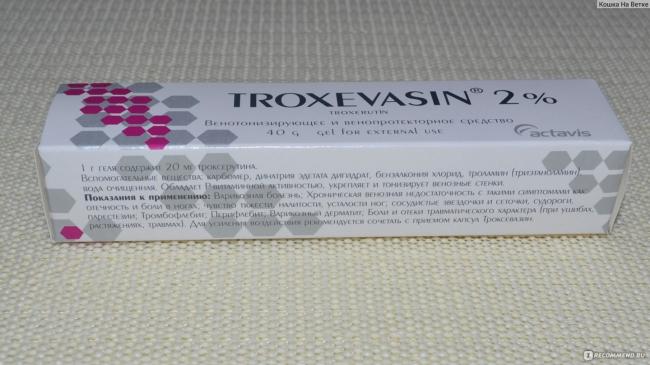 Кошка На Ветке
TROXEVASIN® 2%
TROXERUTIN
Венотонизирующее и венопротекторное средство
40 g gel for external use
actavis
1 г геля содержит 20 мг троксерутина.
Вспомогательные вещества: карбомер, динатрия эдетата дигидрат, бензалкония хлорид, троламин (триэтаноламин)
вода очищенная. Обладает Р-витаминной активностью, укрепляет и тонизирует венозные стенки.
Показания к применению: Варикозная болезнь; Хроническая венозная недостаточность с такими симптомами как:
отечность и боли в ногах; чувство тяжести, налитости, усталости ног; сосудистые звездочки и сеточки, судороги,
парестезии; Тромбофлебит; Перифлебит; Варикозный дерматит; Боли и отеки травматического характера (при ушибах,
растяжениях, травмах). Для усиления воздействия рекомендуется сочетать с приемом капсул Троксевазин.
I RECOMMEND.RU